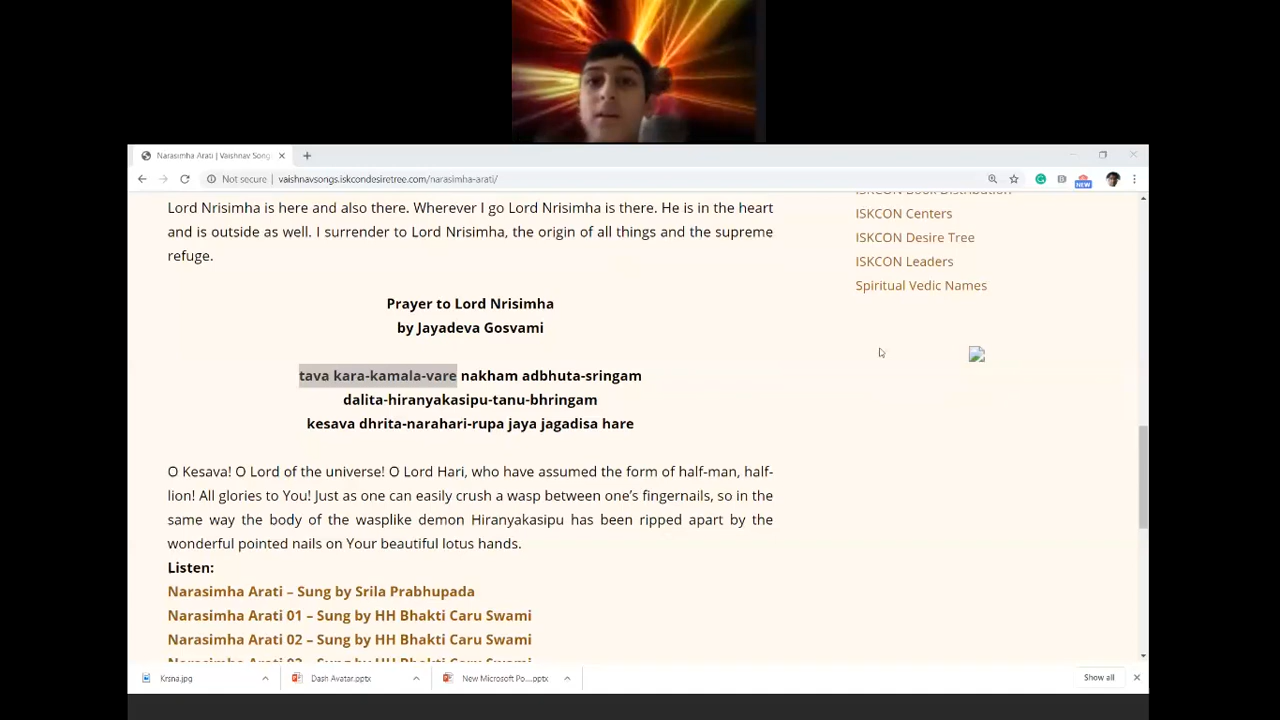 Narasimha Arati | Vaishnav Song
Not secure
vaishnavsongs.iskcondesiretree.com/narasimha-arati/
NEW
Lord Nrisimha is here and also there. Wherever I go Lord Nrisimha is there. He is in the heart
and is outside as well. I surrender to Lord Nrisimha, the origin of all things and the supreme
refuge.
Prayer to Lord Nrisimha
by Jayadeva Gosvami
tava kara-kamala-vare nakham adbhuta-sringam
dalita-hiranyakasipu-tanu-bhringam
kesava dhrita-narahari-rupa jaya jagadisa hare
O Kesava! O Lord of the universe! O Lord Hari, who have assumed the form of half-man, half-
lion! All glories to You! Just as one can easily crush a wasp between one’s fingernails, so in the
same way the body of the wasplike demon Hiranyakasipu has been ripped apart by the
wonderful pointed nails on Your beautiful lotus hands.
Listen:
Narasimha Arati – Sung by Srila Prabhupada
Narasimha Arati 01 – Sung by HH Bhakti Caru Swami
Narasimha Arati 02 – Sung by HH Bhakti Caru Swami
ISKCON Book Distribution
ISKCON Centers
ISKCON Desire Tree
ISKCON Leaders
Spiritual Vedic Names
Krsna.jpg
Dash Avatar.pptx
New Microsoft Po....pptx
Show all